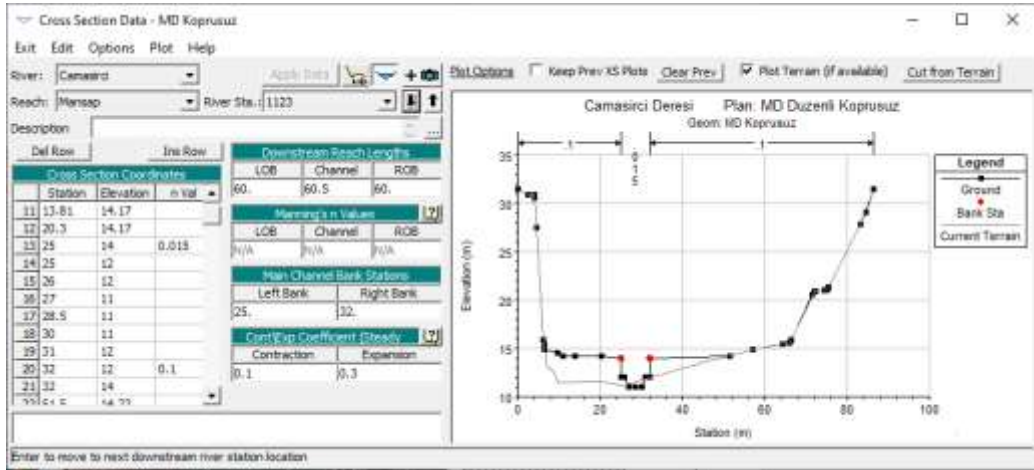 Cross Section Data - MD Koprusuz
Exit Edit Options Plot Help
River: Camasirci Apply Data
Reach: Mansap River Sta.: 1123
Description ...
Del Row Ins Row
Cross Section Coordinates
Station Elevation n Val
11 13.81 14.17
12 20.3 14.17
13 25 14 0.015
14 25 12
15 26 12
16 27 11
17 28.5 11
18 30 11
19 31 12
20 32 12 0.1
21 32 14
22 51.5 14.22
Downstream Reach Lengths
LOB Channel ROB
60. 60.5 60.
Manning's n Values ?
LOB Channel ROB
N/A N/A N/A
Main Channel Bank Stations
Left Bank Right Bank
25. 32.
Cont\Exp Coefficient (Steady ?
Contraction Expansion
0.1 0.3
Plot Options Keep Prev XS Plots Clear Prev Plot Terrain (if available) Cut from Terrain
Camasirci Deresi Plan: MD Duzenli Koprusuz
Geom: MD Koprusuz
.1 .015 .1
Elevation (m)
35
30
25
20
15
10
0 20 40 60 80 100
Station (m)
Legend
Ground
Bank Sta
Current Terrain
Enter to move to next downstream river station location